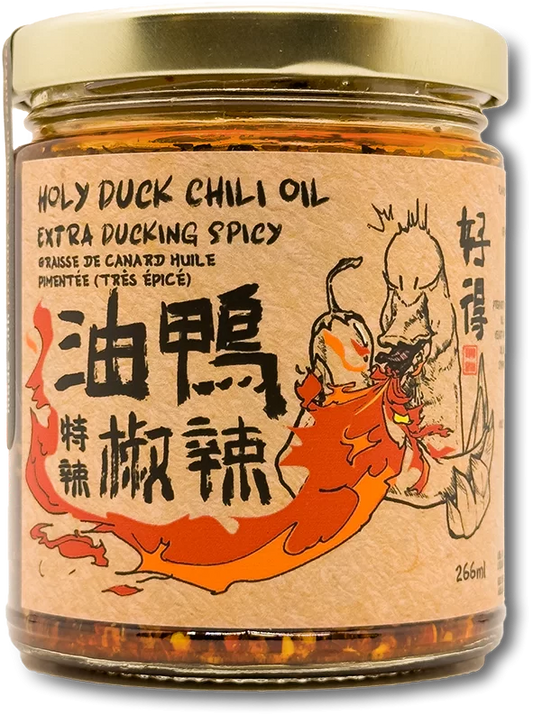 HOLY DUCK CHILI OIL
EXTRA DUCKING SPICY
GRAISSE DE CANARD HUILE
PIMENTÉE (TRÈS ÉPICÉ)
鴨油
辣椒
特辣
好得
266ml